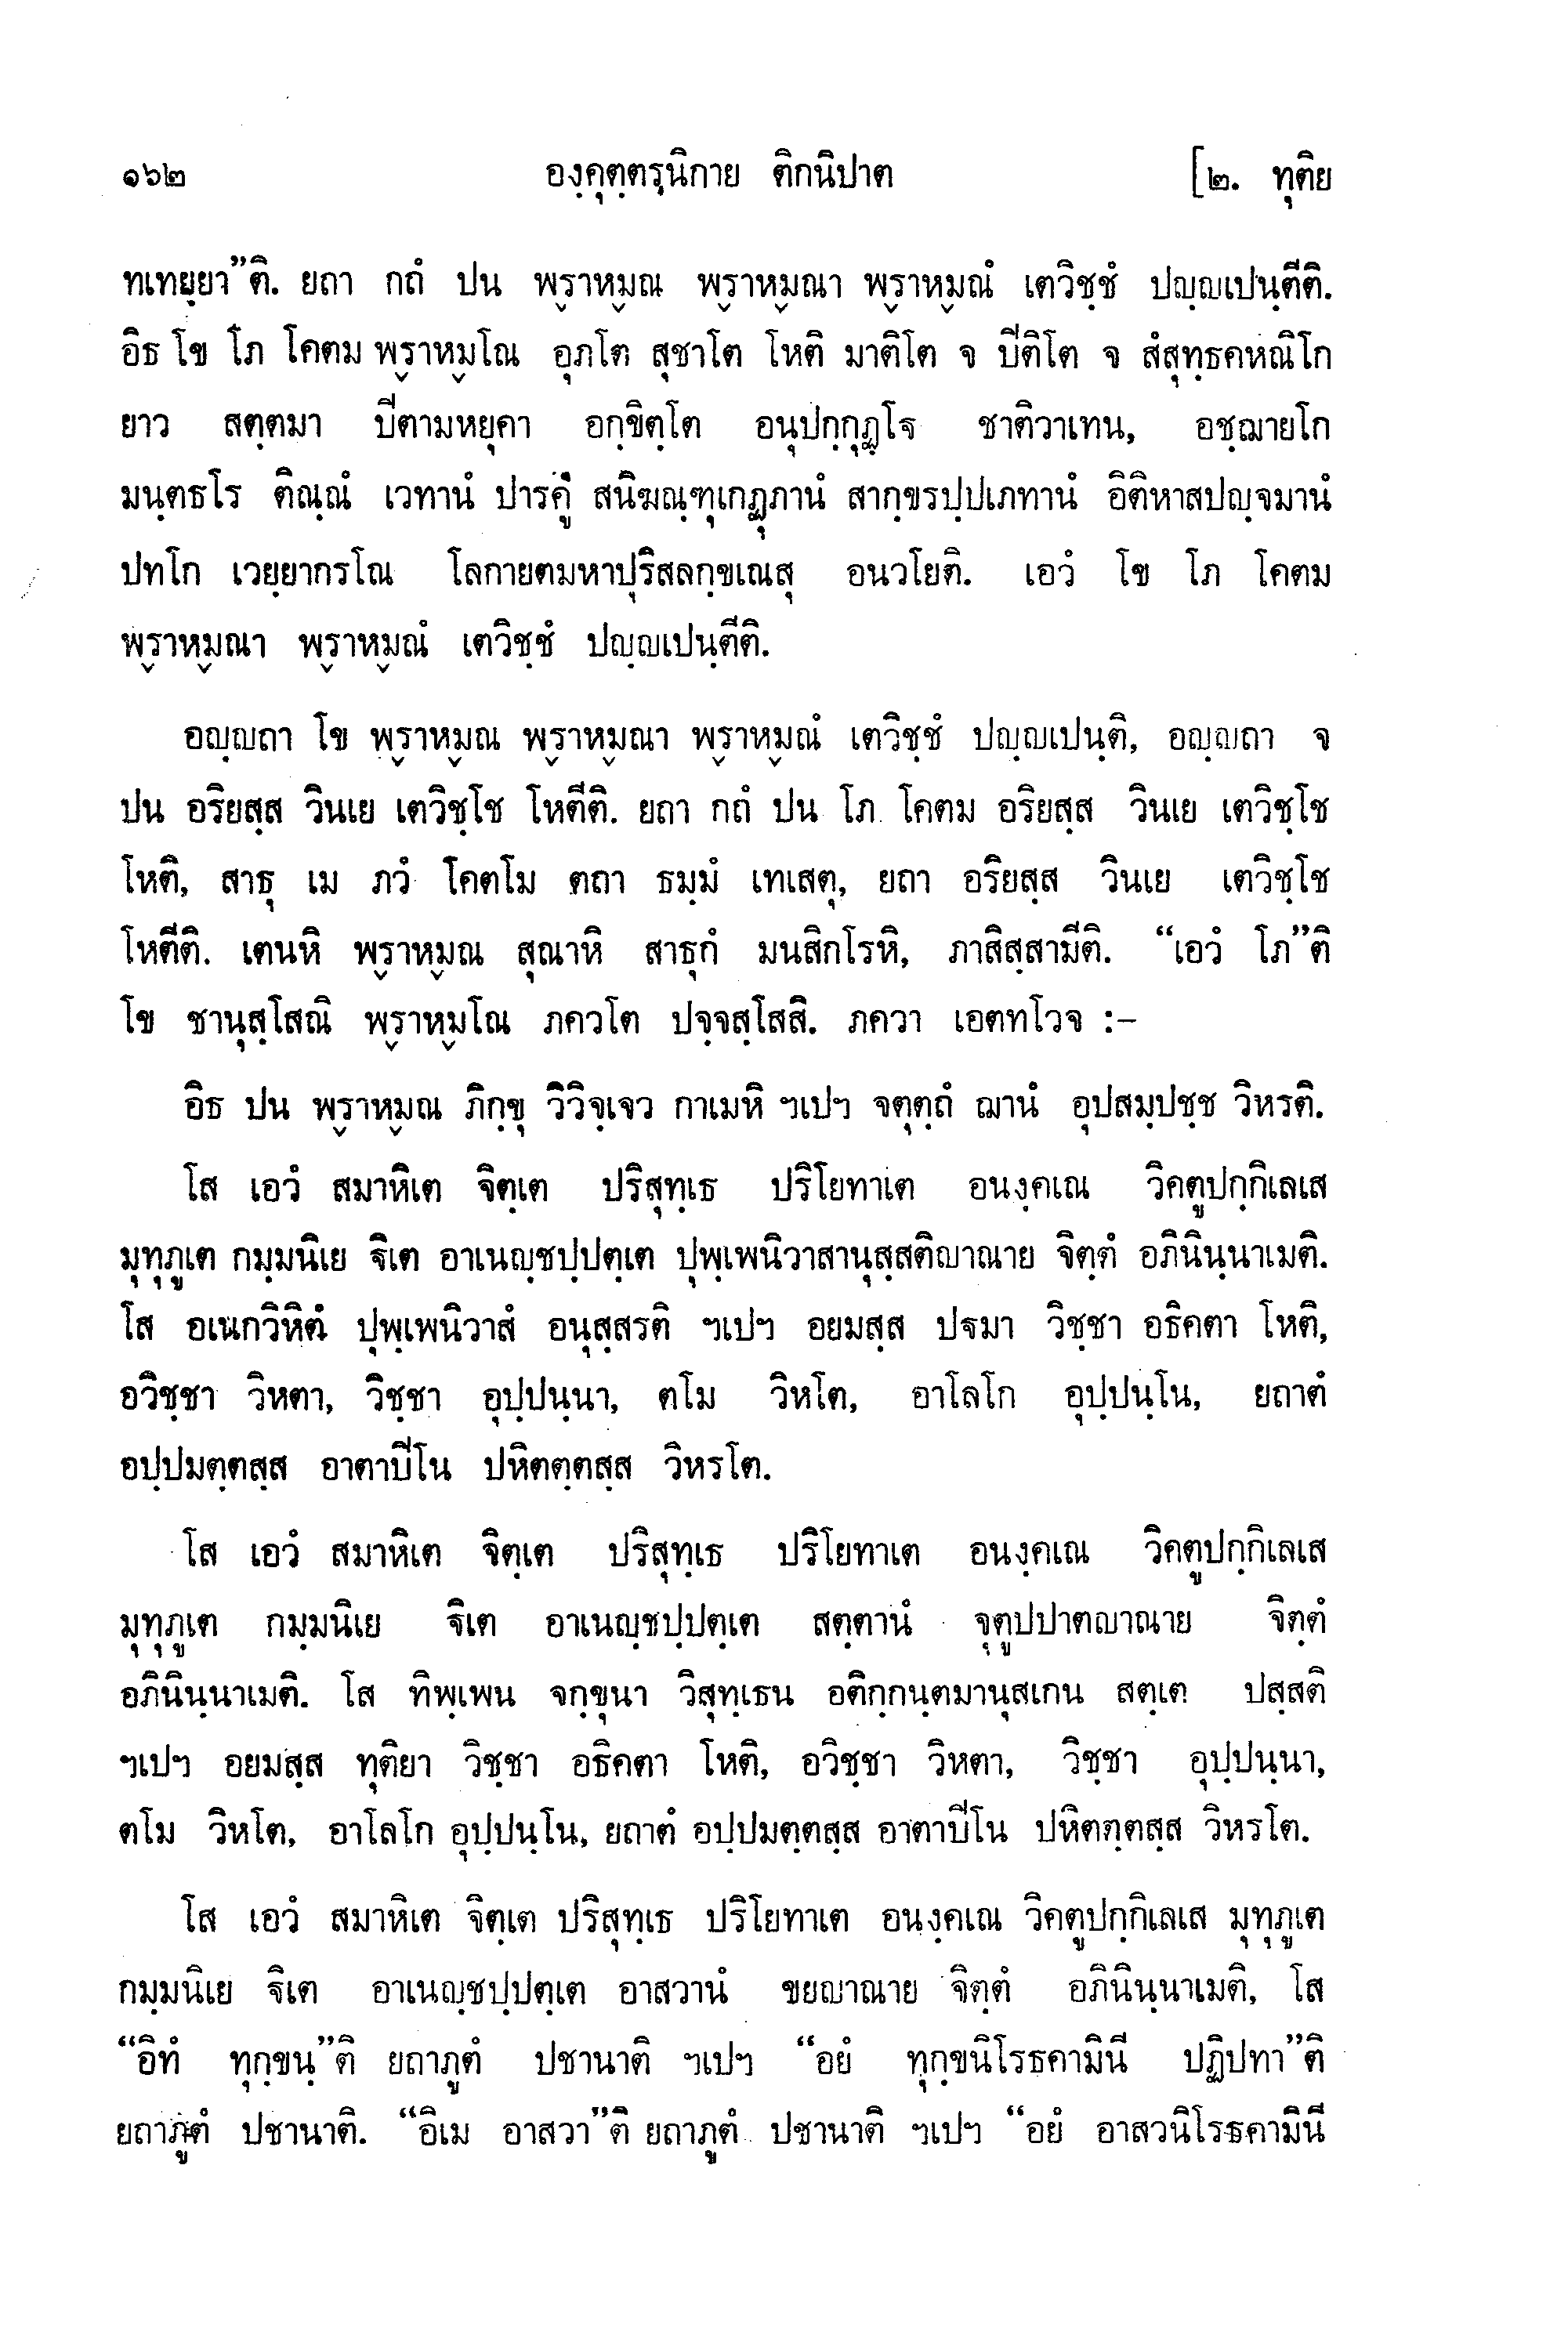 ๑๖๒ องฺคุตฺตรฺนิกาย ติกนิปาต [๒. ทุติย
ทเทยฺยา”ติ. ยถา กถํ ปน พฺ๎ราหฺม๎ณ พฺ๎ราหฺม๎ณา พฺ๎ราหฺม๎ณํ เตวิชฺชํ ปญฺญเปนฺตีติ.
อิธ โข โภ โคตม พฺ๎ราหฺม๎โณ อุภโต สุชาโต โหติ มาติโต จ ปีติโต จ สํสุทฺธคหณิโก
ยาว สตฺตมา ปีตามหยุคา อกฺขิตฺโต อนุปกฺกุฏฺโฐ ชาติวาเทน, อชฺฌายโก
มนฺตธโร ติณฺณํ เวทานํ ปารคูํ สนิฆณฺฑุเกฏุภานํ สากฺขรปฺปเภทานํ อิติหาสปญฺจมานํ
ปทโก เวยฺยากรโณ โลกายตมหาปุริสลกฺขเณสุ อนวโยติ. เอวํ โข โภ โคตม
พฺ๎ราหฺม๎ณา พฺ๎ราหฺม๎ณํ เตวิชฺชํ ปญฺญเปนฺตีติ.
อญฺญถา โข พฺ๎ราหฺม๎ณ พฺ๎ราหฺม๎ณา พฺ๎ราหฺม๎ณํ เตวิชฺชํ ปญฺญเปนฺติ, อญฺญถา จ
ปน อริยสฺส วินเย เตวิชฺโช โหตีติ. ยถา กถํ ปน โภ โคตม อริยสฺส วินเย เตวิชฺโช
โหติ, สาธุ เม ภวํ โคตโม ตถา ธมฺมํ เทเสตุ, ยถา อริยสฺส วินเย เตวิชฺโช
โหตีติ. เตนหิ พฺ๎ราหฺม๎ณ สุณาหิ สาธุกํ มนสิกโรหิ, ภาสิสฺสามีติ. “เอวํ โภ”ติ
โข ชานุสฺโสณิ พฺ๎ราหฺม๎โณ ภควโต ปจฺจสฺโสสิ. ภควา เอตทโวจ :–
อิธ ปน พฺ๎ราหฺม๎ณ ภิกฺขุ วิวิจฺเจว กาเมหิ ฯเปฯ จตุตฺถํ ฌานํ อุปสมฺปชฺช วิหรติ.
โส เอวํ สมาหิเต จิตฺเต ปริสุทฺเธ ปริโยทาเต อนงฺคเณ วิคตูปกฺกิเลเส
มุทุภูเต กมฺมนิเย ฐิเต อาเนญฺชปฺปตฺเต ปุพฺเพนิวาสานุสฺสติญาณาย จิตฺตํ อภินินฺนาเมติ.
โส อเนกวิหิตํ ปุพฺเพนิวาสํ อนุสฺสรติ ฯเปฯ อยมสฺส ปฐมา วิชฺชา อธิคตา โหติ,
อวิชฺชา วิหตา, วิชฺชา อุปฺปนฺนา, ตโม วิหโต, อาโลโก อุปฺปนฺโน, ยถาตํ
อปฺปมตฺตสฺส อาตาปีโน ปหิตตฺตสฺส วิหรโต.
โส เอวํ สมาหิเต จิตฺเต ปริสุทฺเธ ปริโยทาเต อนงฺคเณ วิคตูปกฺกิเลเส
มุทุภูเต กมฺมนิเย ฐิเต อาเนญฺชปฺปตฺเต สตฺตานํ จุตูปปาตญาณาย จิตฺตํ
อภินินฺนาเมติ. โส ทิพฺเพน จกฺขุนา วิสุทฺเธน อติกฺกนฺตมานุสเกน สตฺเต ปสฺสติ
ฯเปฯ อยมสฺส ทุติยา วิชฺชา อธิคตา โหติ, อวิชฺชา วิหตา, วิชฺชา อุปฺปนฺนา,
ตโม วิหโต, อาโลโก อุปฺปนฺโน, ยถาตํ อปฺปมตฺตสฺส อาตาปีโน ปหิตตฺตสฺส วิหรโต.
โส เอวํ สมาหิเต จิตฺเต ปริสุทฺเธ ปริโยทาเต อนงฺคเณ วิคตูปกฺกิเลเส มุทุภูเต
กมฺมนิเย ฐิเต อาเนญฺชปฺปตฺเต อาสวานํ ขยญาณาย จิตฺตํ อภินินฺนาเมติ, โส
“อิทํ ทุกฺขนฺ”ติ ยถาภูตํ ปชานาติ ฯเปฯ “อยํ ทุกฺขนิโรธคามินี ปฏิปทา”ติ
ยถาภูตํ ปชานาติ. “อิเม อาสวา”ติ ยถาภูตํ ปชานาติ ฯเปฯ “อยํ อาสวนิโรธคามินี